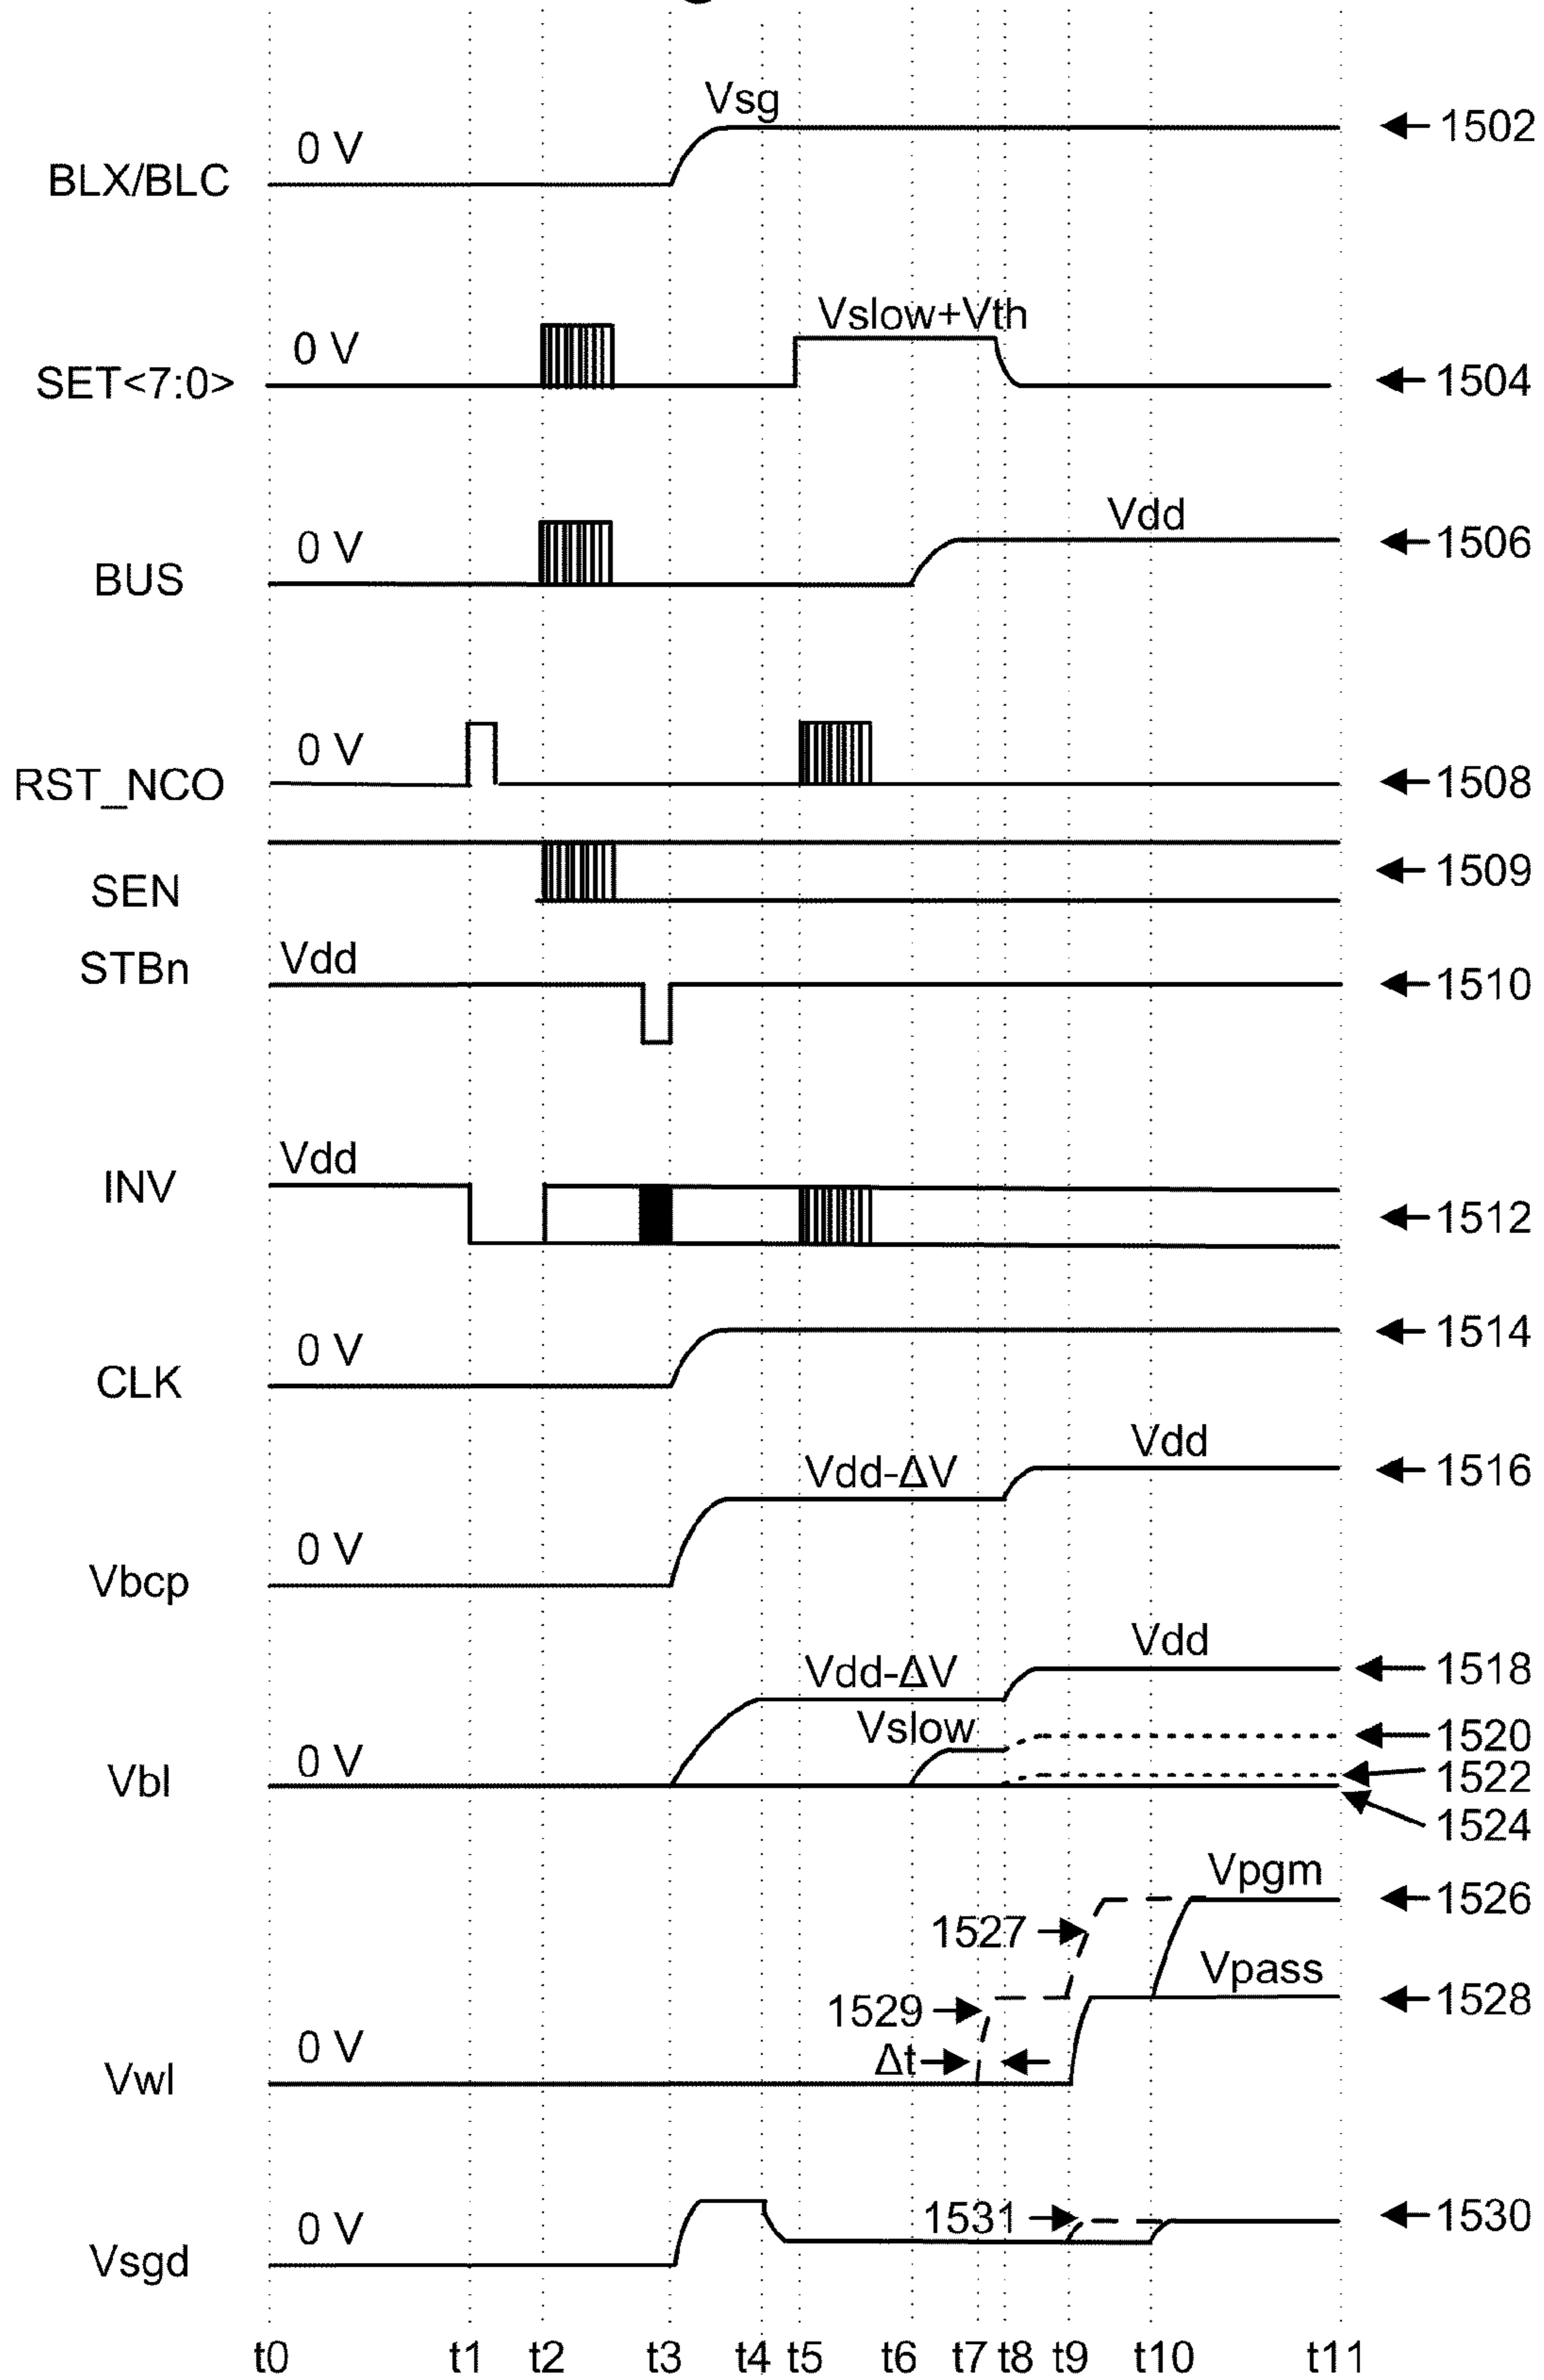 Vsg
0 V
BLX/BLC
1502
Vslow+Vth
0 V
SET<7:0>
1504
Vdd
0 V
BUS
1506
0 V
RST_NCO
1508
SEN
1509
Vdd
STBn
1510
Vdd
INV
1512
0 V
CLK
1514
Vdd
Vdd-ΔV
0 V
Vbcp
1516
Vdd
Vdd-ΔV
Vslow
0 V
Vbl
1518
1520
1522
1524
Vpgm
1526
1527
Vpass
1528
1529
0 V
Δt
Vwl
1531
1530
0 V
Vsgd
t0 t1 t2 t3 t4 t5 t6 t7 t8 t9 t10 t11